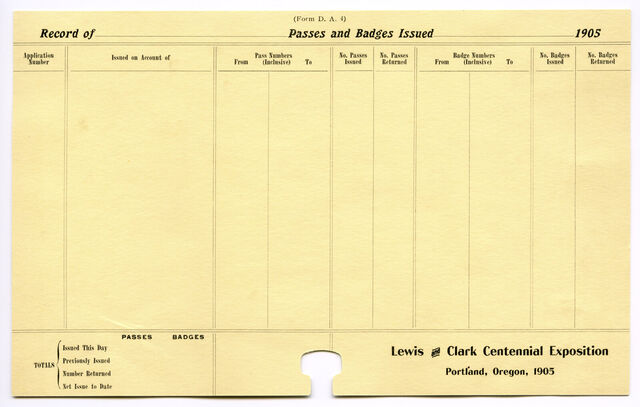 (Form D. A. 4)
Record of Passes and Badges Issued 1905
Application Number
Issued on Account of
Pass Numbers
From (Inclusive) To
No. Passes Issued
No. Passes Returned
Badge Numbers
From (Inclusive) To
No. Badges Issued
No. Badges Returned
PASSES BADGES
TOTALS
Issued This Day
Previously Issued
Number Returned
Net Issue to Date
Lewis and Clark Centennial Exposition
Portland, Oregon, 1905